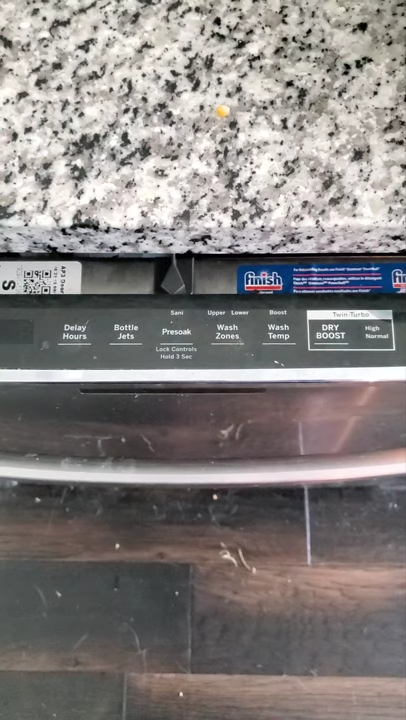 finish
Sani
Upper Lower
Boost
Twin Turbo
Delay
Hours
Bottle
Jets
Presoak
Lock Controls
Hold 3 Sec
Wash
Zones
Wash
Temp
DRY
BOOST
High
Normal